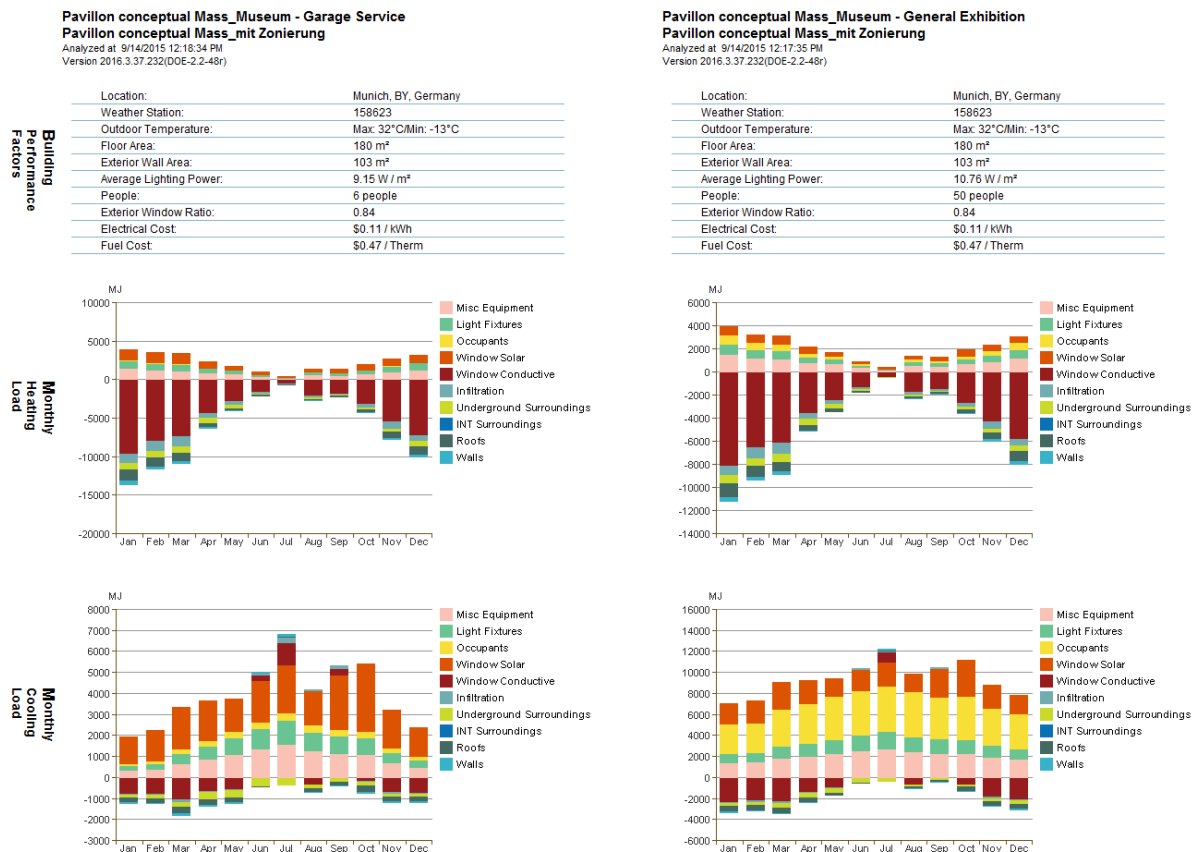 Pavillon conceptual Mass_Museum - Garage Service
Pavillon conceptual Mass_mit Zonierung
Analyzed at 9/14/2015 12:18:34 PM
Version 2016.3.37.232(DOE-2.2-48r)
Building
Performance
Factors
Location: Munich, BY, Germany
Weather Station: 158623
Outdoor Temperature: Max: 32°C/Min: -13°C
Floor Area: 180 m²
Exterior Wall Area: 103 m²
Average Lighting Power: 9.15 W / m²
People: 6 people
Exterior Window Ratio: 0.84
Electrical Cost: $0.11 / kWh
Fuel Cost: $0.47 / Therm
Monthly
Heating
Load
MJ
10000
5000
0
-5000
-10000
-15000
-20000
Jan Feb Mar Apr May Jun Jul Aug Sep Oct Nov Dec
Misc Equipment
Light Fixtures
Occupants
Window Solar
Window Conductive
Infiltration
Underground Surroundings
INT Surroundings
Roofs
Walls
Monthly
Cooling
Load
MJ
8000
7000
6000
5000
4000
3000
2000
1000
0
-1000
-2000
-3000
Jan Feb Mar Apr May Jun Jul Aug Sep Oct Nov Dec
Misc Equipment
Light Fixtures
Occupants
Window Solar
Window Conductive
Infiltration
Underground Surroundings
INT Surroundings
Roofs
Walls
Pavillon conceptual Mass_Museum - General Exhibition
Pavillon conceptual Mass_mit Zonierung
Analyzed at 9/14/2015 12:17:35 PM
Version 2016.3.37.232(DOE-2.2-48r)
Location: Munich, BY, Germany
Weather Station: 158623
Outdoor Temperature: Max: 32°C/Min: -13°C
Floor Area: 180 m²
Exterior Wall Area: 103 m²
Average Lighting Power: 10.76 W / m²
People: 50 people
Exterior Window Ratio: 0.84
Electrical Cost: $0.11 / kWh
Fuel Cost: $0.47 / Therm
MJ
6000
4000
2000
0
-2000
-4000
-6000
-8000
-10000
-12000
-14000
Jan Feb Mar Apr May Jun Jul Aug Sep Oct Nov Dec
Misc Equipment
Light Fixtures
Occupants
Window Solar
Window Conductive
Infiltration
Underground Surroundings
INT Surroundings
Roofs
Walls
MJ
16000
14000
12000
10000
8000
6000
4000
2000
0
-2000
-4000
-6000
Jan Feb Mar Apr May Jun Jul Aug Sep Oct Nov Dec
Misc Equipment
Light Fixtures
Occupants
Window Solar
Window Conductive
Infiltration
Underground Surroundings
INT Surroundings
Roofs
Walls